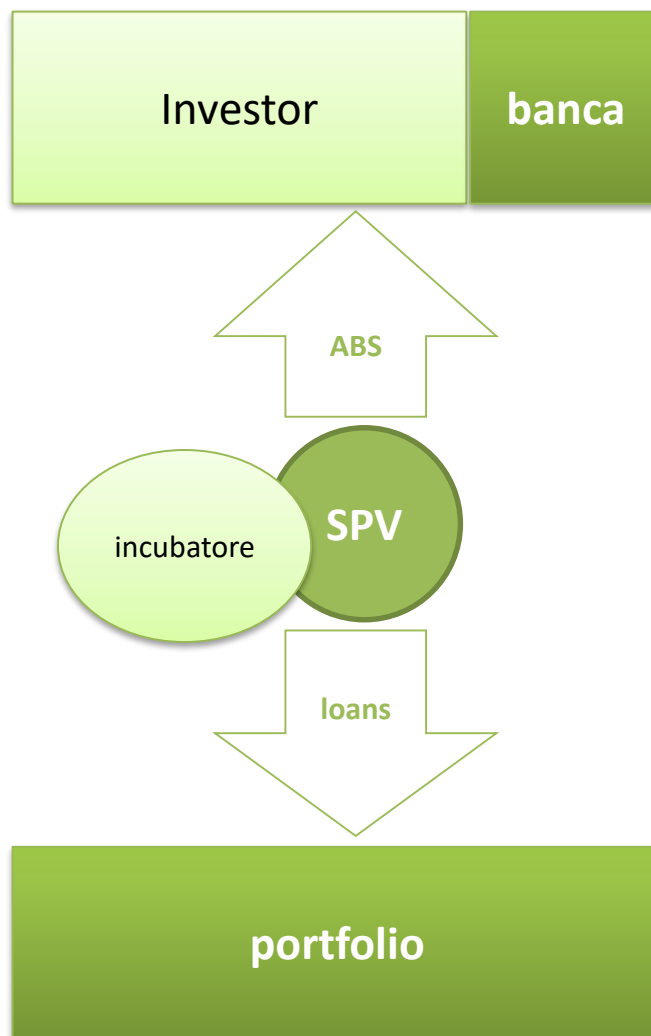 Investor
banca
ABS
SPV
incubatore
loans
portfolio